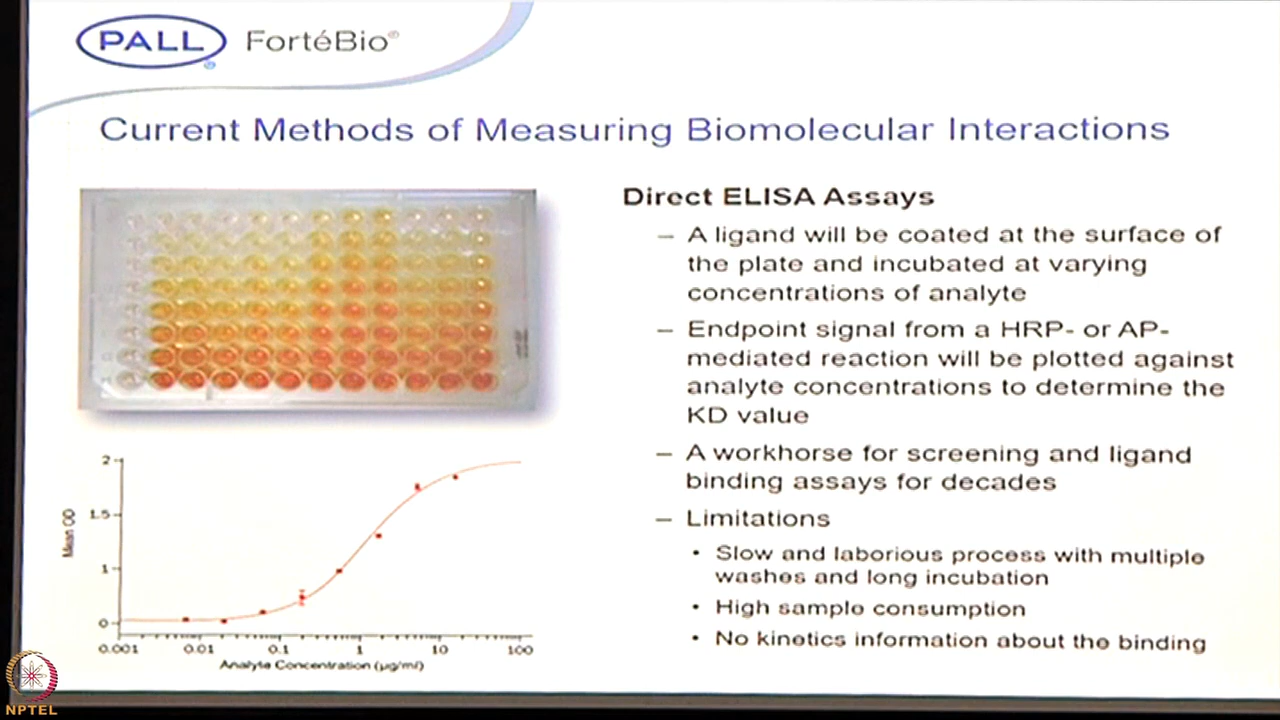 PALL FortéBio®
®
Current Methods of Measuring Biomolecular Interactions
Direct ELISA Assays
– A ligand will be coated at the surface of
the plate and incubated at varying
concentrations of analyte
– Endpoint signal from a HRP- or AP-
mediated reaction will be plotted against
analyte concentrations to determine the
KD value
– A workhorse for screening and ligand
binding assays for decades
– Limitations
• Slow and laborious process with multiple
washes and long incubation
• High sample consumption
• No kinetics information about the binding
2
1.5
1
0
Mean OD
0.001 0.01 0.1 1 10 100
Analyte Concentration (µg/ml)
NPTEL